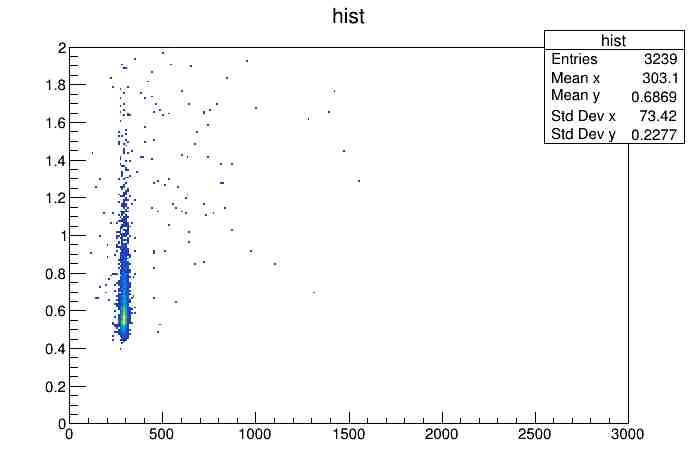 hist
hist
Entries 3239
Mean x 303.1
Mean y 0.6869
Std Dev x 73.42
Std Dev y 0.2277
2
1.8
1.6
1.4
1.2
1
0.8
0.6
0.4
0.2
0
0 500 1000 1500 2000 2500 3000